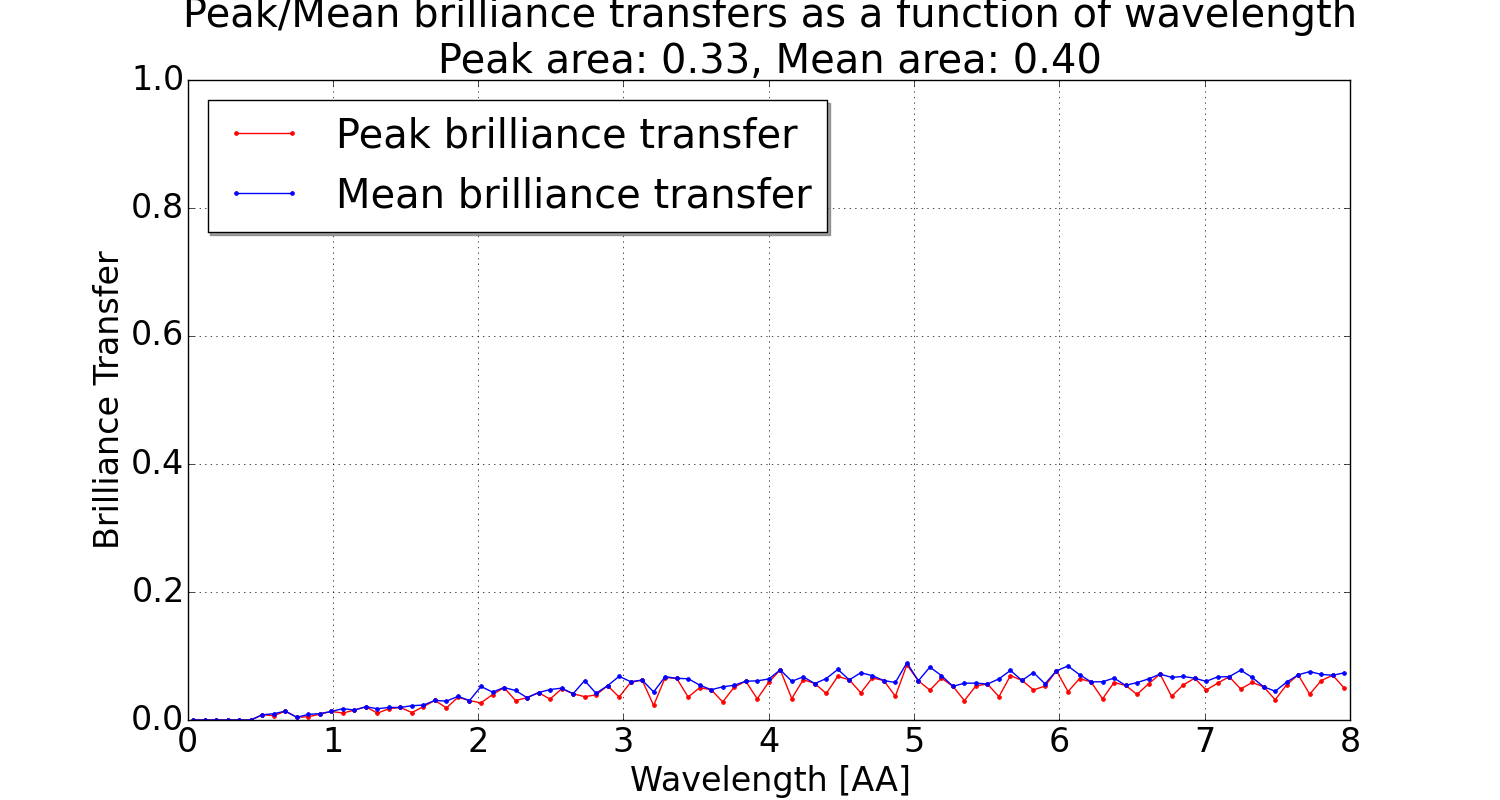 Peak/Mean brilliance transfers as a function of wavelength
Peak area: 0.33, Mean area: 0.40
Peak brilliance transfer
Mean brilliance transfer
1.0
0.8
0.6
0.4
0.2
0.0
Brilliance Transfer
0 1 2 3 4 5 6 7 8
Wavelength [AA]